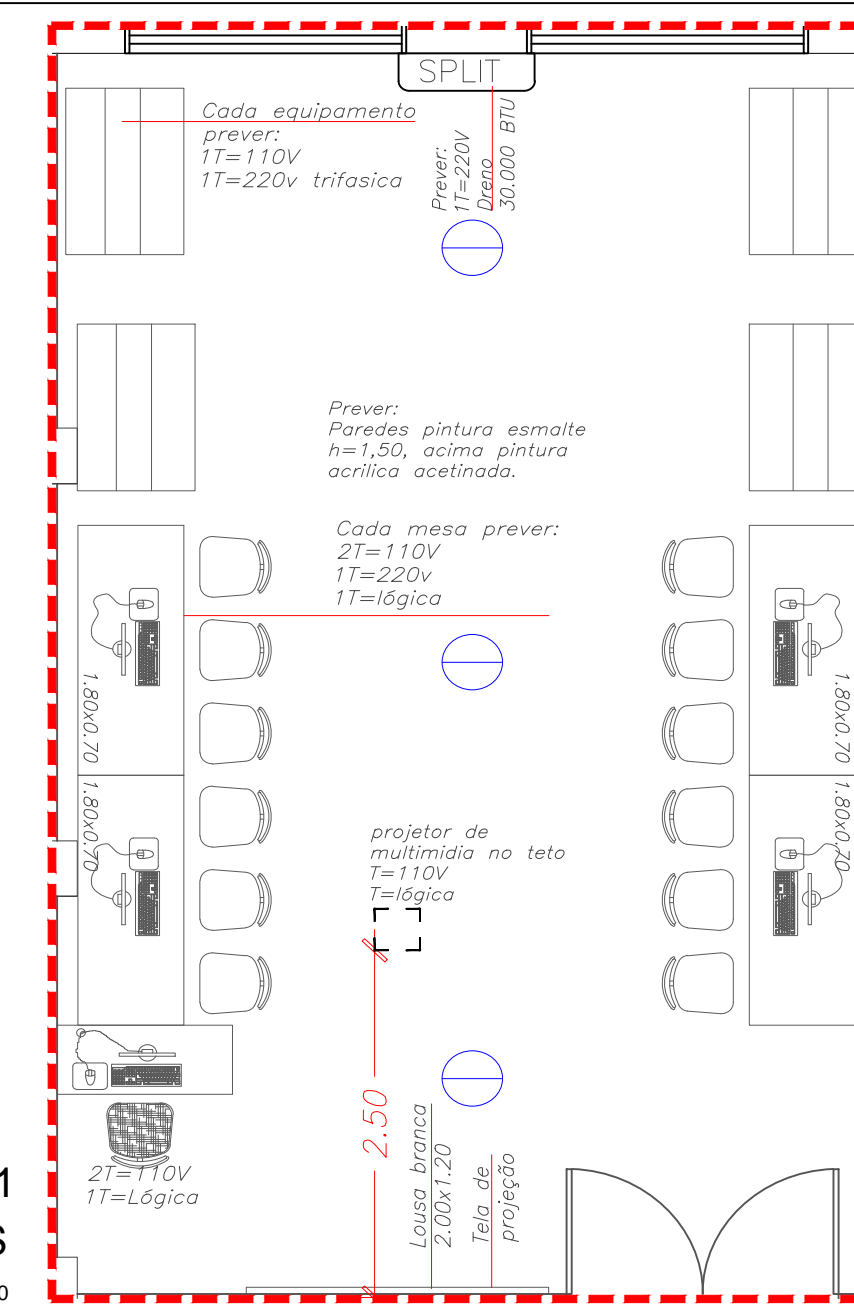 SPLIT
Cada equipamento
prever:
1T=110V
1T=220v trifasica
Prever:
1T=220V
Dreno
30.000 BTU
Prever:
Paredes pintura esmalte
h=1,50, acima pintura
acrilica acetinada.
Cada mesa prever:
2T=110V
1T=220v
1T=lógica
1.80x0.70
1.80x0.70
1.80x0.70
1.80x0.70
projetor de
multimidia no teto
T=110V
T=lógica
2.50
Lousa branca
2.00x1.20
Tela de
projeção
2T=110V
1T=Lógica
1
S
0